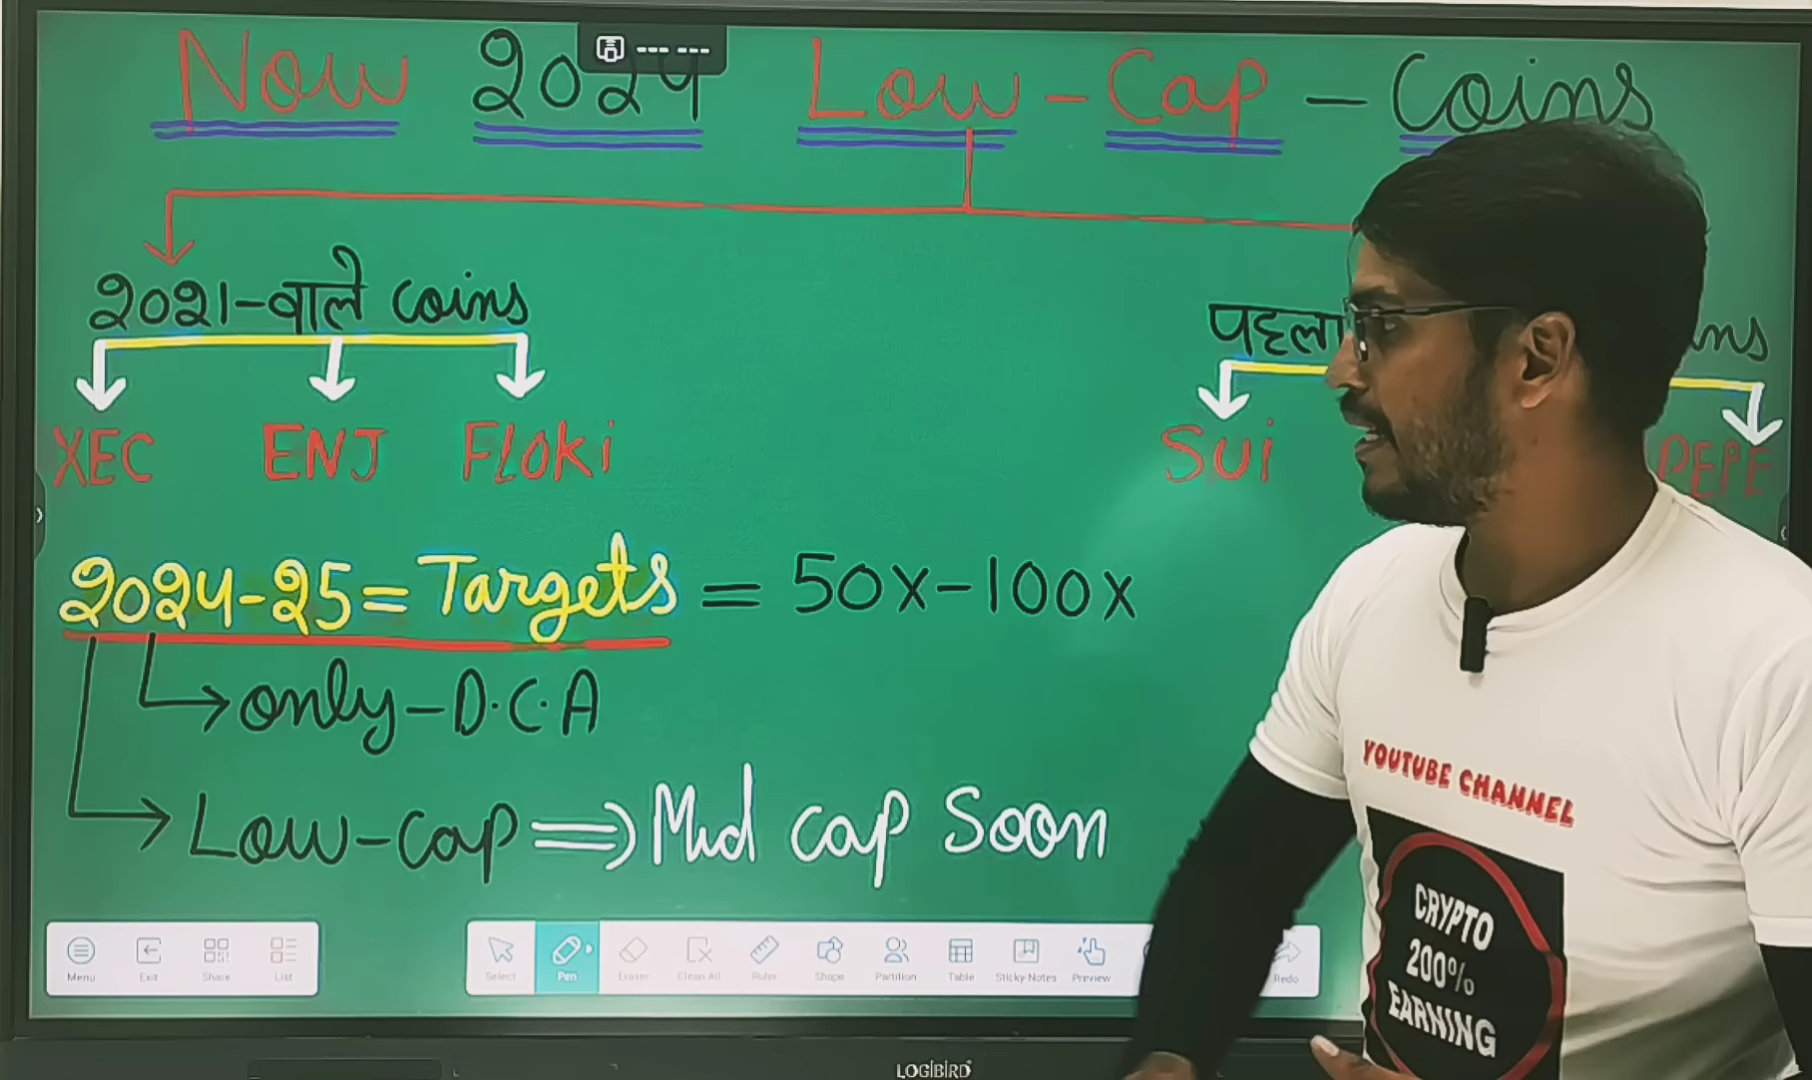 Now 2024 Low-Cap-Coins
2021-वाले coins
पहला
XEC ENJ Floki
Sui PEPE
2024-25=Targets = 50x-100x
only-D.C.A
Low-cap ⇒ Mid cap Soon
YOUTUBE CHANNEL
CRYPTO
200%
EARNING
Menu Exit Share List
Select Pen Eraser Clean All Ruler Shape Partition Table Sticky Notes Preview Redo
LOGIBIRD